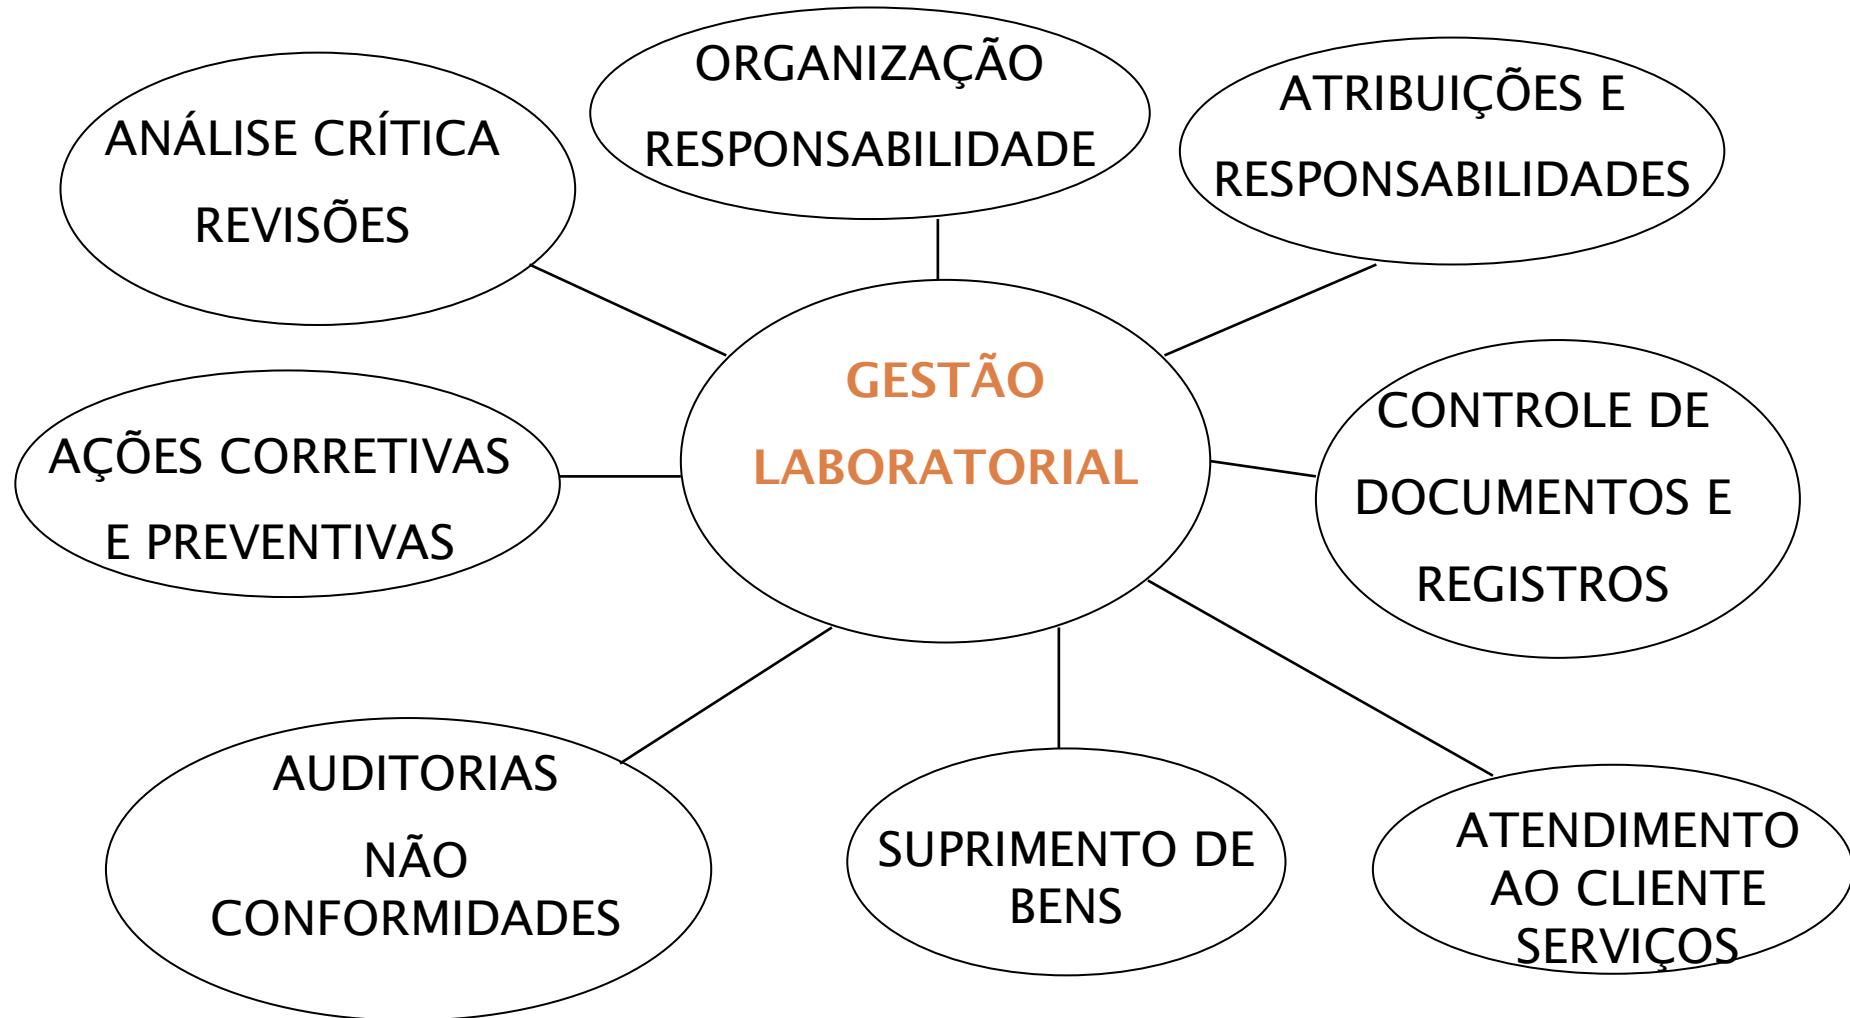 ORGANIZAÇÃO
RESPONSABILIDADE
ATRIBUIÇÕES E
RESPONSABILIDADES
ANÁLISE CRÍTICA
REVISÕES
GESTÃO
LABORATORIAL
CONTROLE DE
DOCUMENTOS E
REGISTROS
AÇÕES CORRETIVAS
E PREVENTIVAS
AUDITORIAS
NÃO
CONFORMIDADES
SUPRIMENTO DE
BENS
ATENDIMENTO
AO CLIENTE
SERVIÇOS